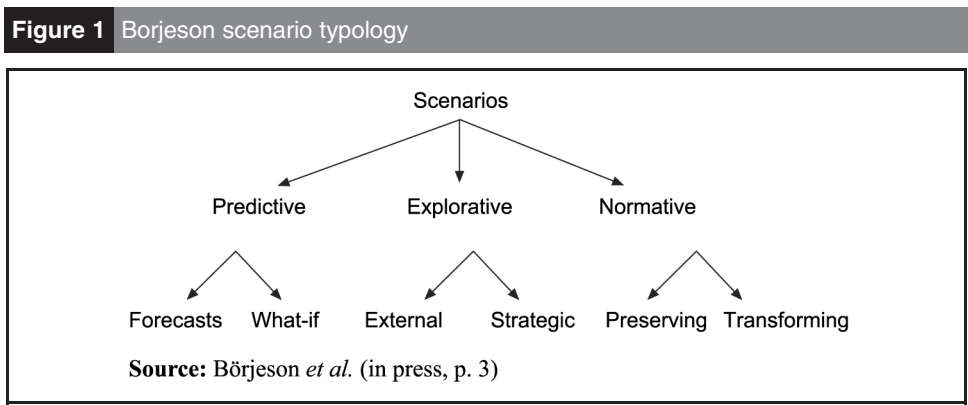 Figure 1 Borjeson scenario typology
Scenarios
Predictive Explorative Normative
Forecasts What-if External Strategic Preserving Transforming
Source: Börjeson et al. (in press, p. 3)